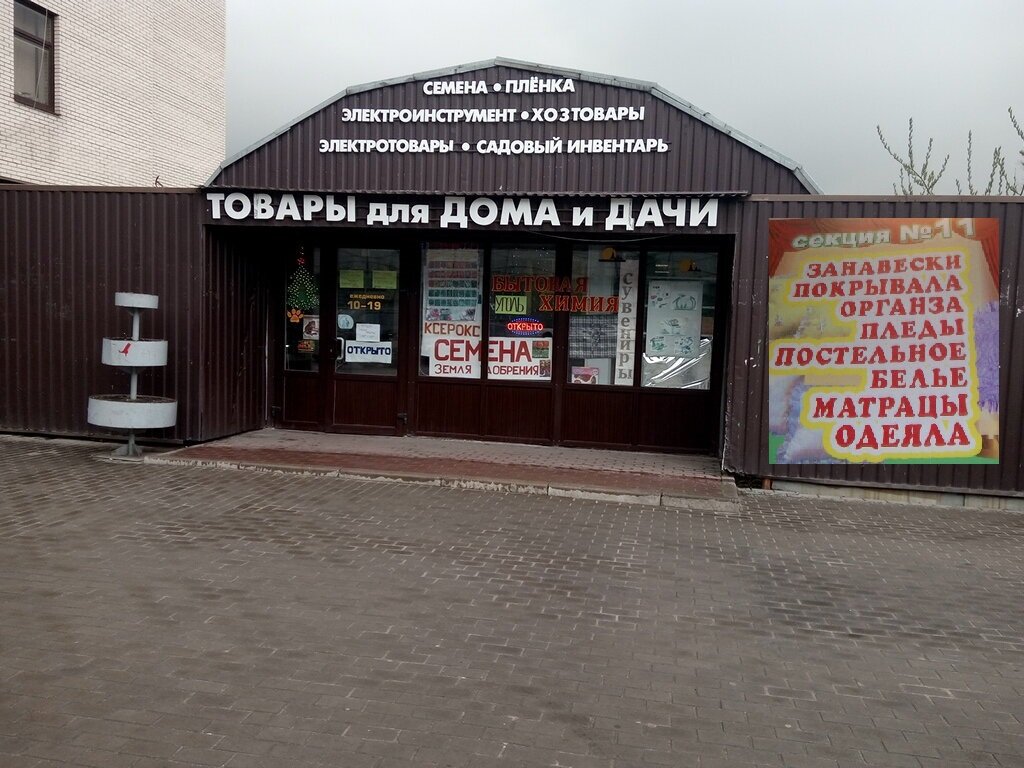 СЕМЕНА • ПЛЁНКА
ЭЛЕКТРОИНСТРУМЕНТ • ХОЗТОВАРЫ
ЭЛЕКТРОТОВАРЫ • САДОВЫЙ ИНВЕНТАРЬ
ТОВАРЫ для ДОМА и ДАЧИ
ежедневно
10-19
ОТКРЫТО
КСЕРОКС
СЕМЕНА
ЗЕМЛЯ УДОБРЕНИЯ
БЫТОВАЯ
ХИМИЯ
УГОЛЬ
ОТКРЫТО
СУВЕНИРЫ
СЕКЦИЯ №11
ЗАНАВЕСКИ
ПОКРЫВАЛА
ОРГАНЗА
ПЛЕДЫ
ПОСТЕЛЬНОЕ
БЕЛЬЕ
МАТРАЦЫ
ОДЕЯЛА